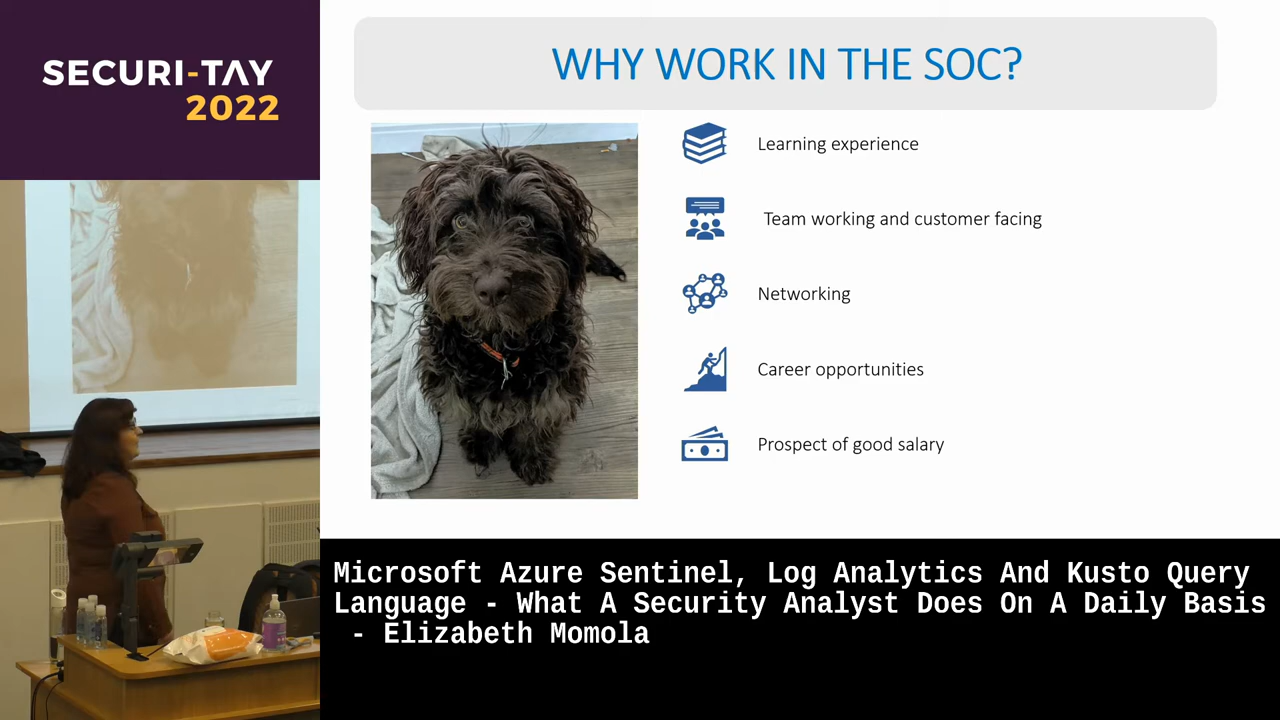 SECURI-TAY
2022
WHY WORK IN THE SOC?
Learning experience
Team working and customer facing
Networking
Career opportunities
Prospect of good salary
Microsoft Azure Sentinel, Log Analytics And Kusto Query
Language - What A Security Analyst Does On A Daily Basis
- Elizabeth Momola